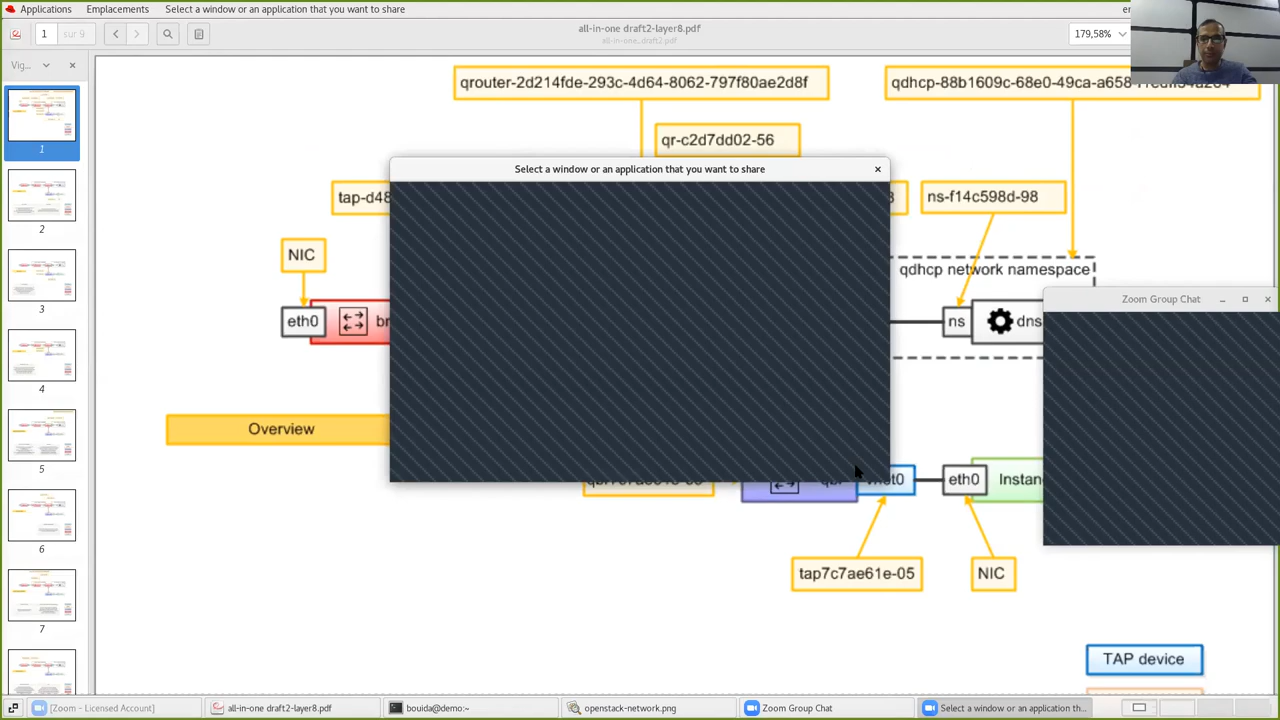 Applications
Emplacements
Select a window or an application that you want to share
all-in-one draft2-layer8.pdf
all-in-one_draft2.pdf
1
sur 9
179,58%
Vig...
qrouter-2d214fde-293c-4d64-8062-797f80ae2d8f
qdhcp-88b1609c-68e0-49ca-a658
qr-c2d7dd02-56
Select a window or an application that you want to share
tap-d48
ns-f14c598d-98
NIC
qdhcp network namespace
Zoom Group Chat
eth0
br
ns
dns
Overview
eth0
Instan
tap7c7ae61e-05
NIC
TAP device
1
2
3
4
5
6
7
[Zoom - Licensed Account]
all-in-one draft2-layer8.pdf
bouida@demo:~
openstack-network.png
Zoom Group Chat
Select a window or an application th...